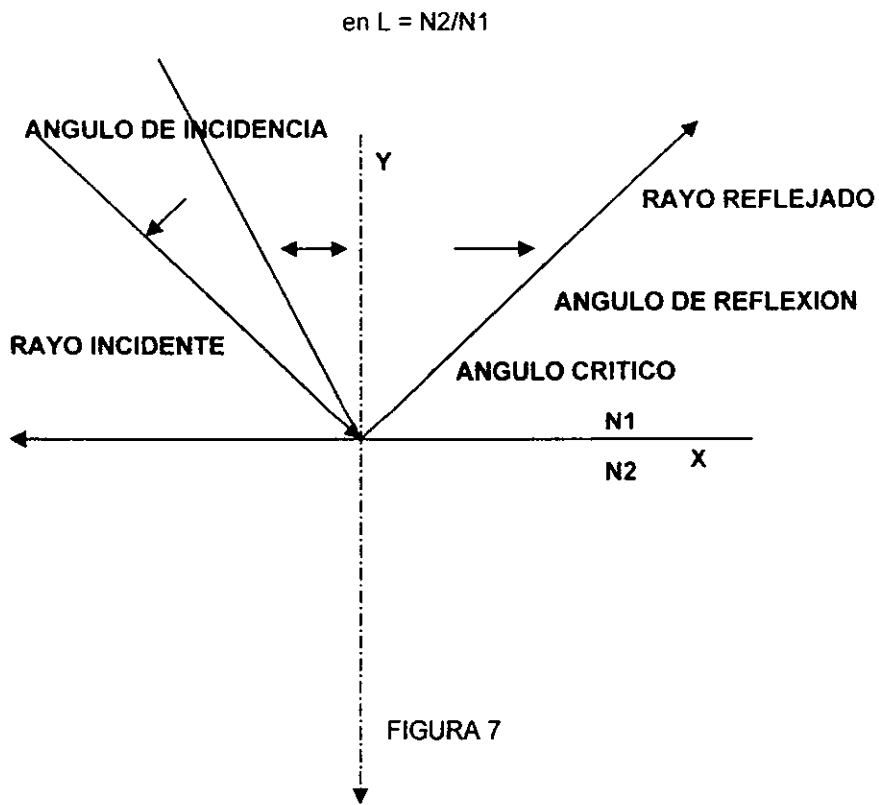 en L = N2/N1
ANGULO DE INCIDENCIA
Y
RAYO REFLEJADO
ANGULO DE REFLEXION
RAYO INCIDENTE
ANGULO CRITICO
N1
X
N2
FIGURA 7